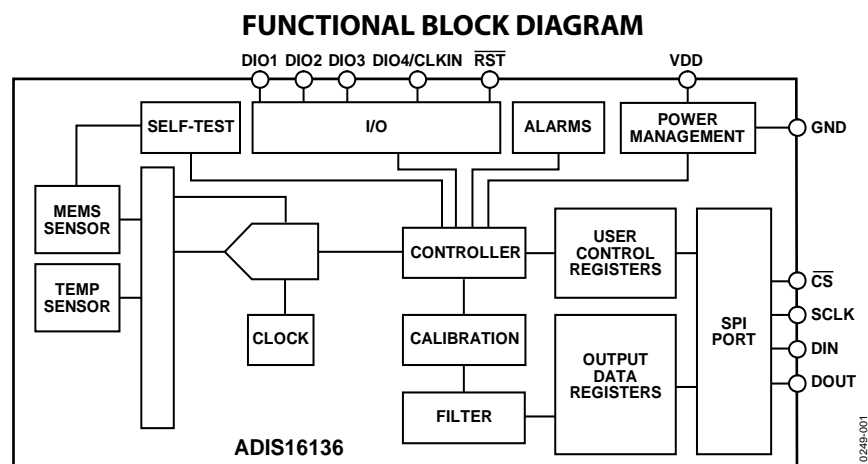 FUNCTIONAL BLOCK DIAGRAM
DIO1 DIO2 DIO3 DIO4/CLKIN RST VDD
SELF-TEST
I/O
ALARMS
POWER
MANAGEMENT
GND
MEMS
SENSOR
TEMP
SENSOR
CLOCK
CONTROLLER
CALIBRATION
FILTER
USER
CONTROL
REGISTERS
OUTPUT
DATA
REGISTERS
SPI
PORT
CS
SCLK
DIN
DOUT
ADIS16136
10249-001